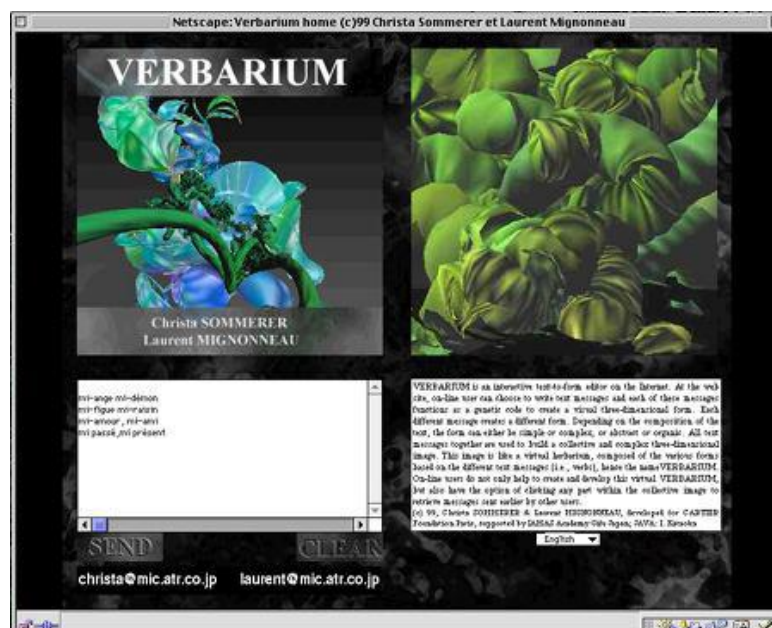 Netscape: Verbarium home (c)99 Christa Sommerer et Laurent Mignonneau
VERBARIUM
Christa SOMMERER
Laurent MIGNONNEAU
mi-ange mi-démon
mi-figue mi-raisin
mi-amour, mi-ami
mi passé,mi présent
SEND
CLEAR
christa@mic.atr.co.jp
laurent@mic.atr.co.jp
VERBARIUM is an interactive text-to-form editor on the Internet. At the web
site, on-line user can choose to write text messages and each of these messages
functions as a genetic code to create a virtual three-dimensional form. Each
different message creates a different form. Depending on the composition of the
text, the form can either be simple or complex, or abstract or organic. All text
messages together are used to build a collective and complex three-dimensional
image. This image is like a virtual herbarium, composed of the various forms
based on the different text messages (i.e., verbs), hence the name VERBARIUM.
On-line users do not only help to create and develop this virtual VERBARIUM,
but also have the option of clicking any part within the collective image to
retrieve messages sent earlier by other users.
(c) 99, Christa SOMMERER & Laurent MIGNONNEAU, developed for CARTIER
Foundation Paris, supported by IAMAS Academy Gifu Japan; JAVA:
English